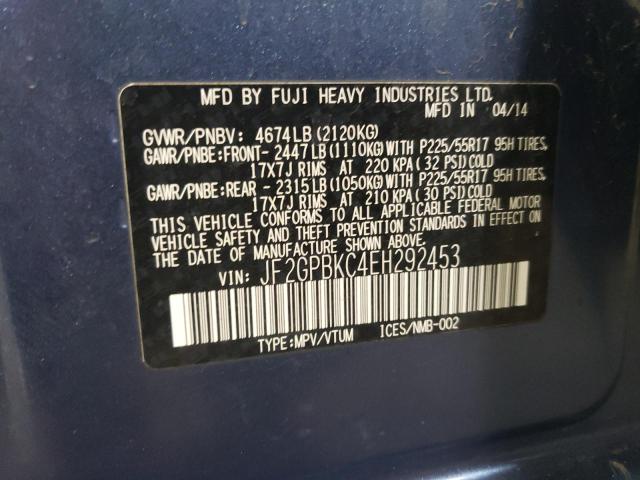 MFD BY FUJI HEAVY INDUSTRIES LTD.
MFD IN 04/14
GVWR/PNBV: 4674LB(2120KG)
GAWR/PNBE:FRONT- 2447LB(1110KG)WITH P225/55R17 95H TIRES,
17X7J RIMS AT 220 KPA(32 PSI)COLD
GAWR/PNBE:REAR - 2315LB(1050KG)WITH P225/55R17 95H TIRES,
17X7J RIMS AT 210 KPA(30 PSI)COLD
THIS VEHICLE CONFORMS TO ALL APPLICABLE FEDERAL MOTOR
VEHICLE SAFETY AND THEFT PREVENTION STANDARDS IN EFFECT ON
THE DATE OF MANUFACTURE SHOWN ABOVE.
VIN: JF2GPBKC4EH292453
TYPE:MPV/VTUM ICES/NMB-002